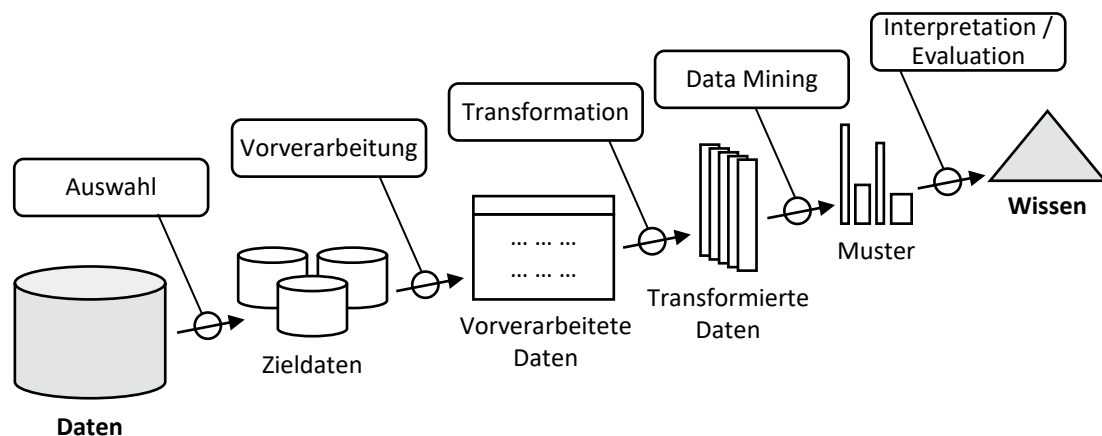 Interpretation /
Evaluation
Data Mining
Transformation
Vorverarbeitung
Auswahl
Wissen
Muster
... ... ...
... ... ...
Transformierte
Daten
Vorverarbeitete
Daten
Zieldaten
Daten